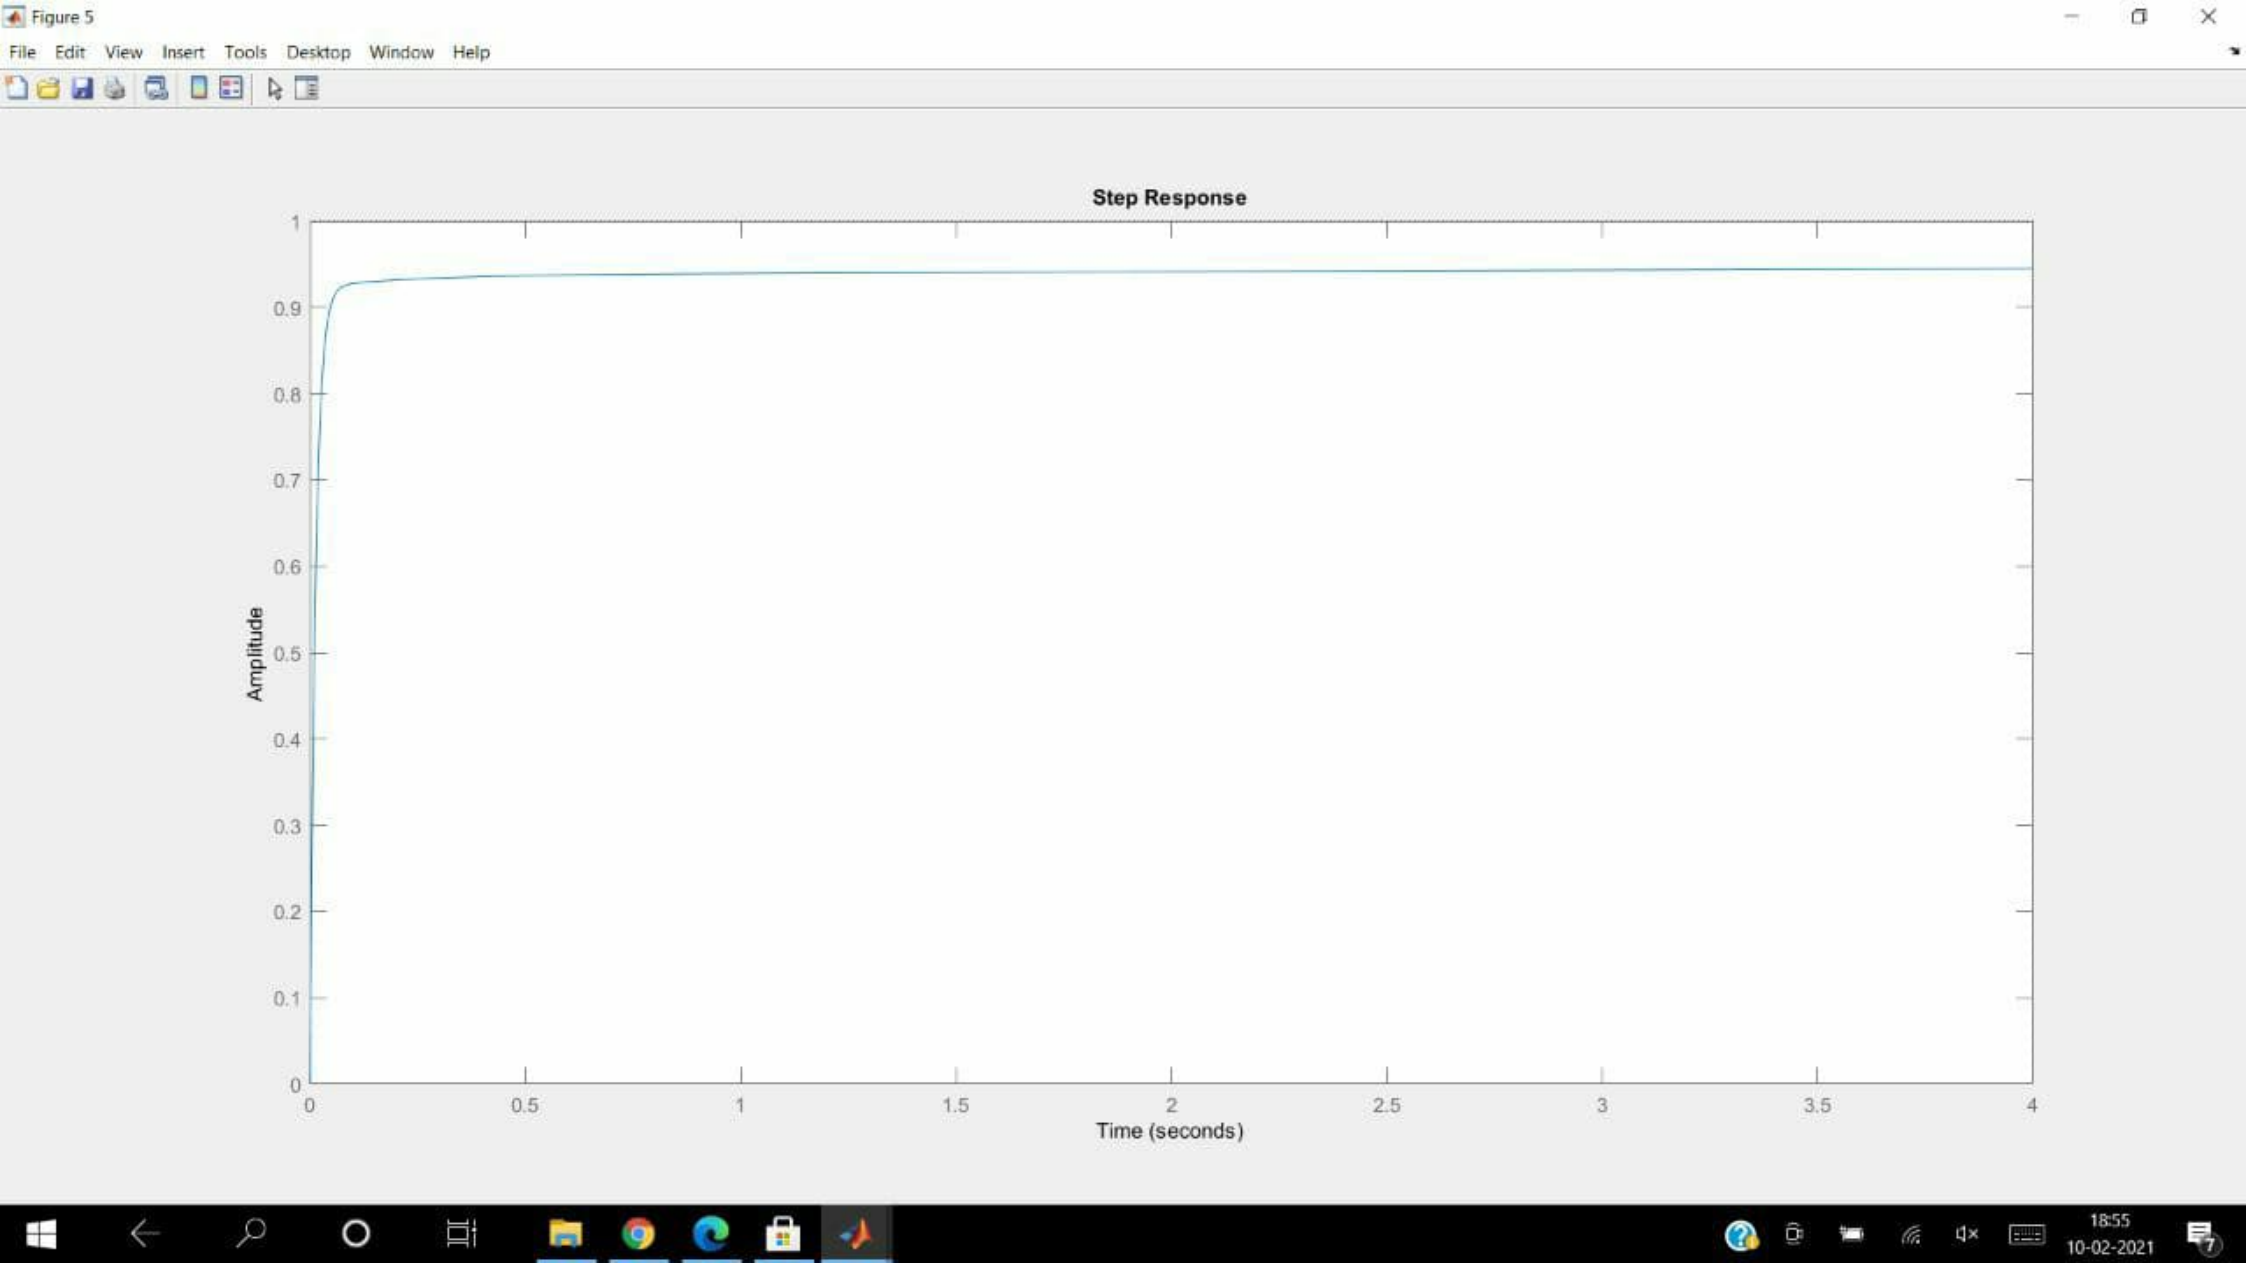 Figure 5
File Edit View Insert Tools Desktop Window Help
Step Response
1
0.9
0.8
0.7
0.6
0.5
0.4
0.3
0.2
0.1
0
Amplitude
0 0.5 1 1.5 2 2.5 3 3.5 4
Time (seconds)
18:55
10-02-2021
7